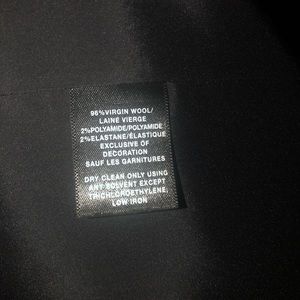 96%VIRGIN WOOL/
LAINE VIERGE
2%POLYAMIDE/POLYAMIDE
2%ELASTANE/ÉLASTIQUE
EXCLUSIVE OF
DECORATION
SAUF LES GARNITURES
DRY CLEAN ONLY USING
ANY SOLVENT EXCEPT
TRICHLOROETHYLENE;
LOW IRON